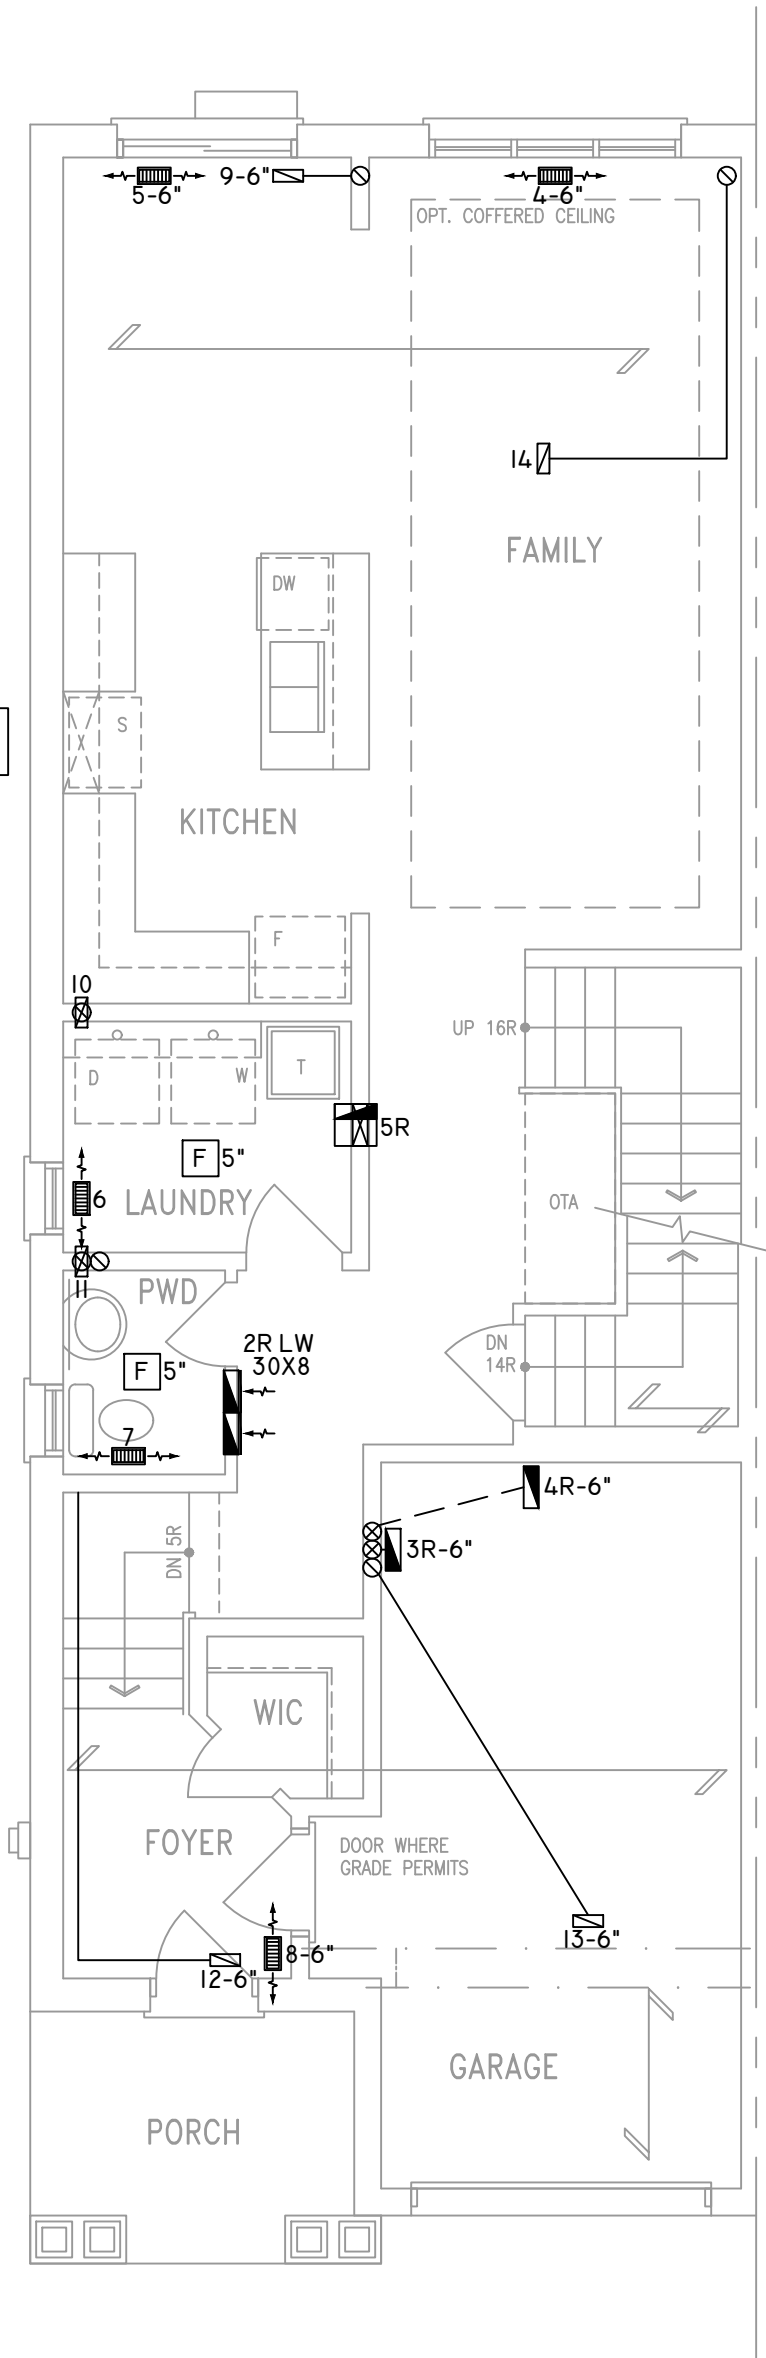 5-6"
9-6"
4-6"
OPT. COFFERED CEILING
14
FAMILY
DW
S
KITCHEN
F
10
UP 16R
D
W
T
5R
F 5"
6
LAUNDRY
OTA
11
PWD
2R LW
30X8
DN
14R
F 5"
7
4R-6"
DN 5R
3R-6"
WIC
FOYER
DOOR WHERE
GRADE PERMITS
13-6"
8-6"
12-6"
GARAGE
PORCH